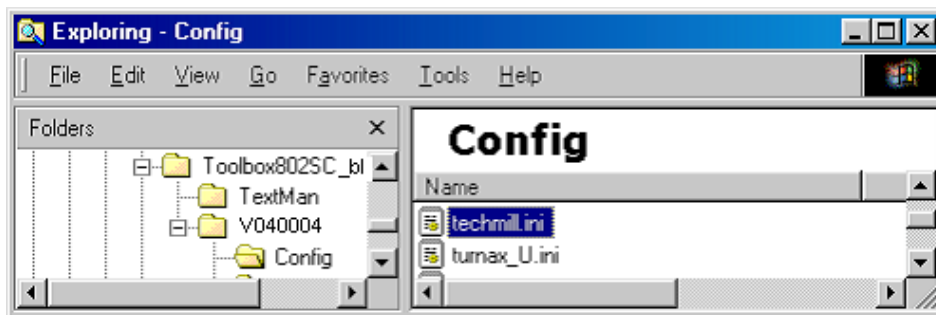 Exploring - Config
File Edit View Go Favorites Tools Help
Folders
Toolbox802SC_bl
TextMan
V040004
Config
Config
Name
techmill.ini
turnax_U.ini